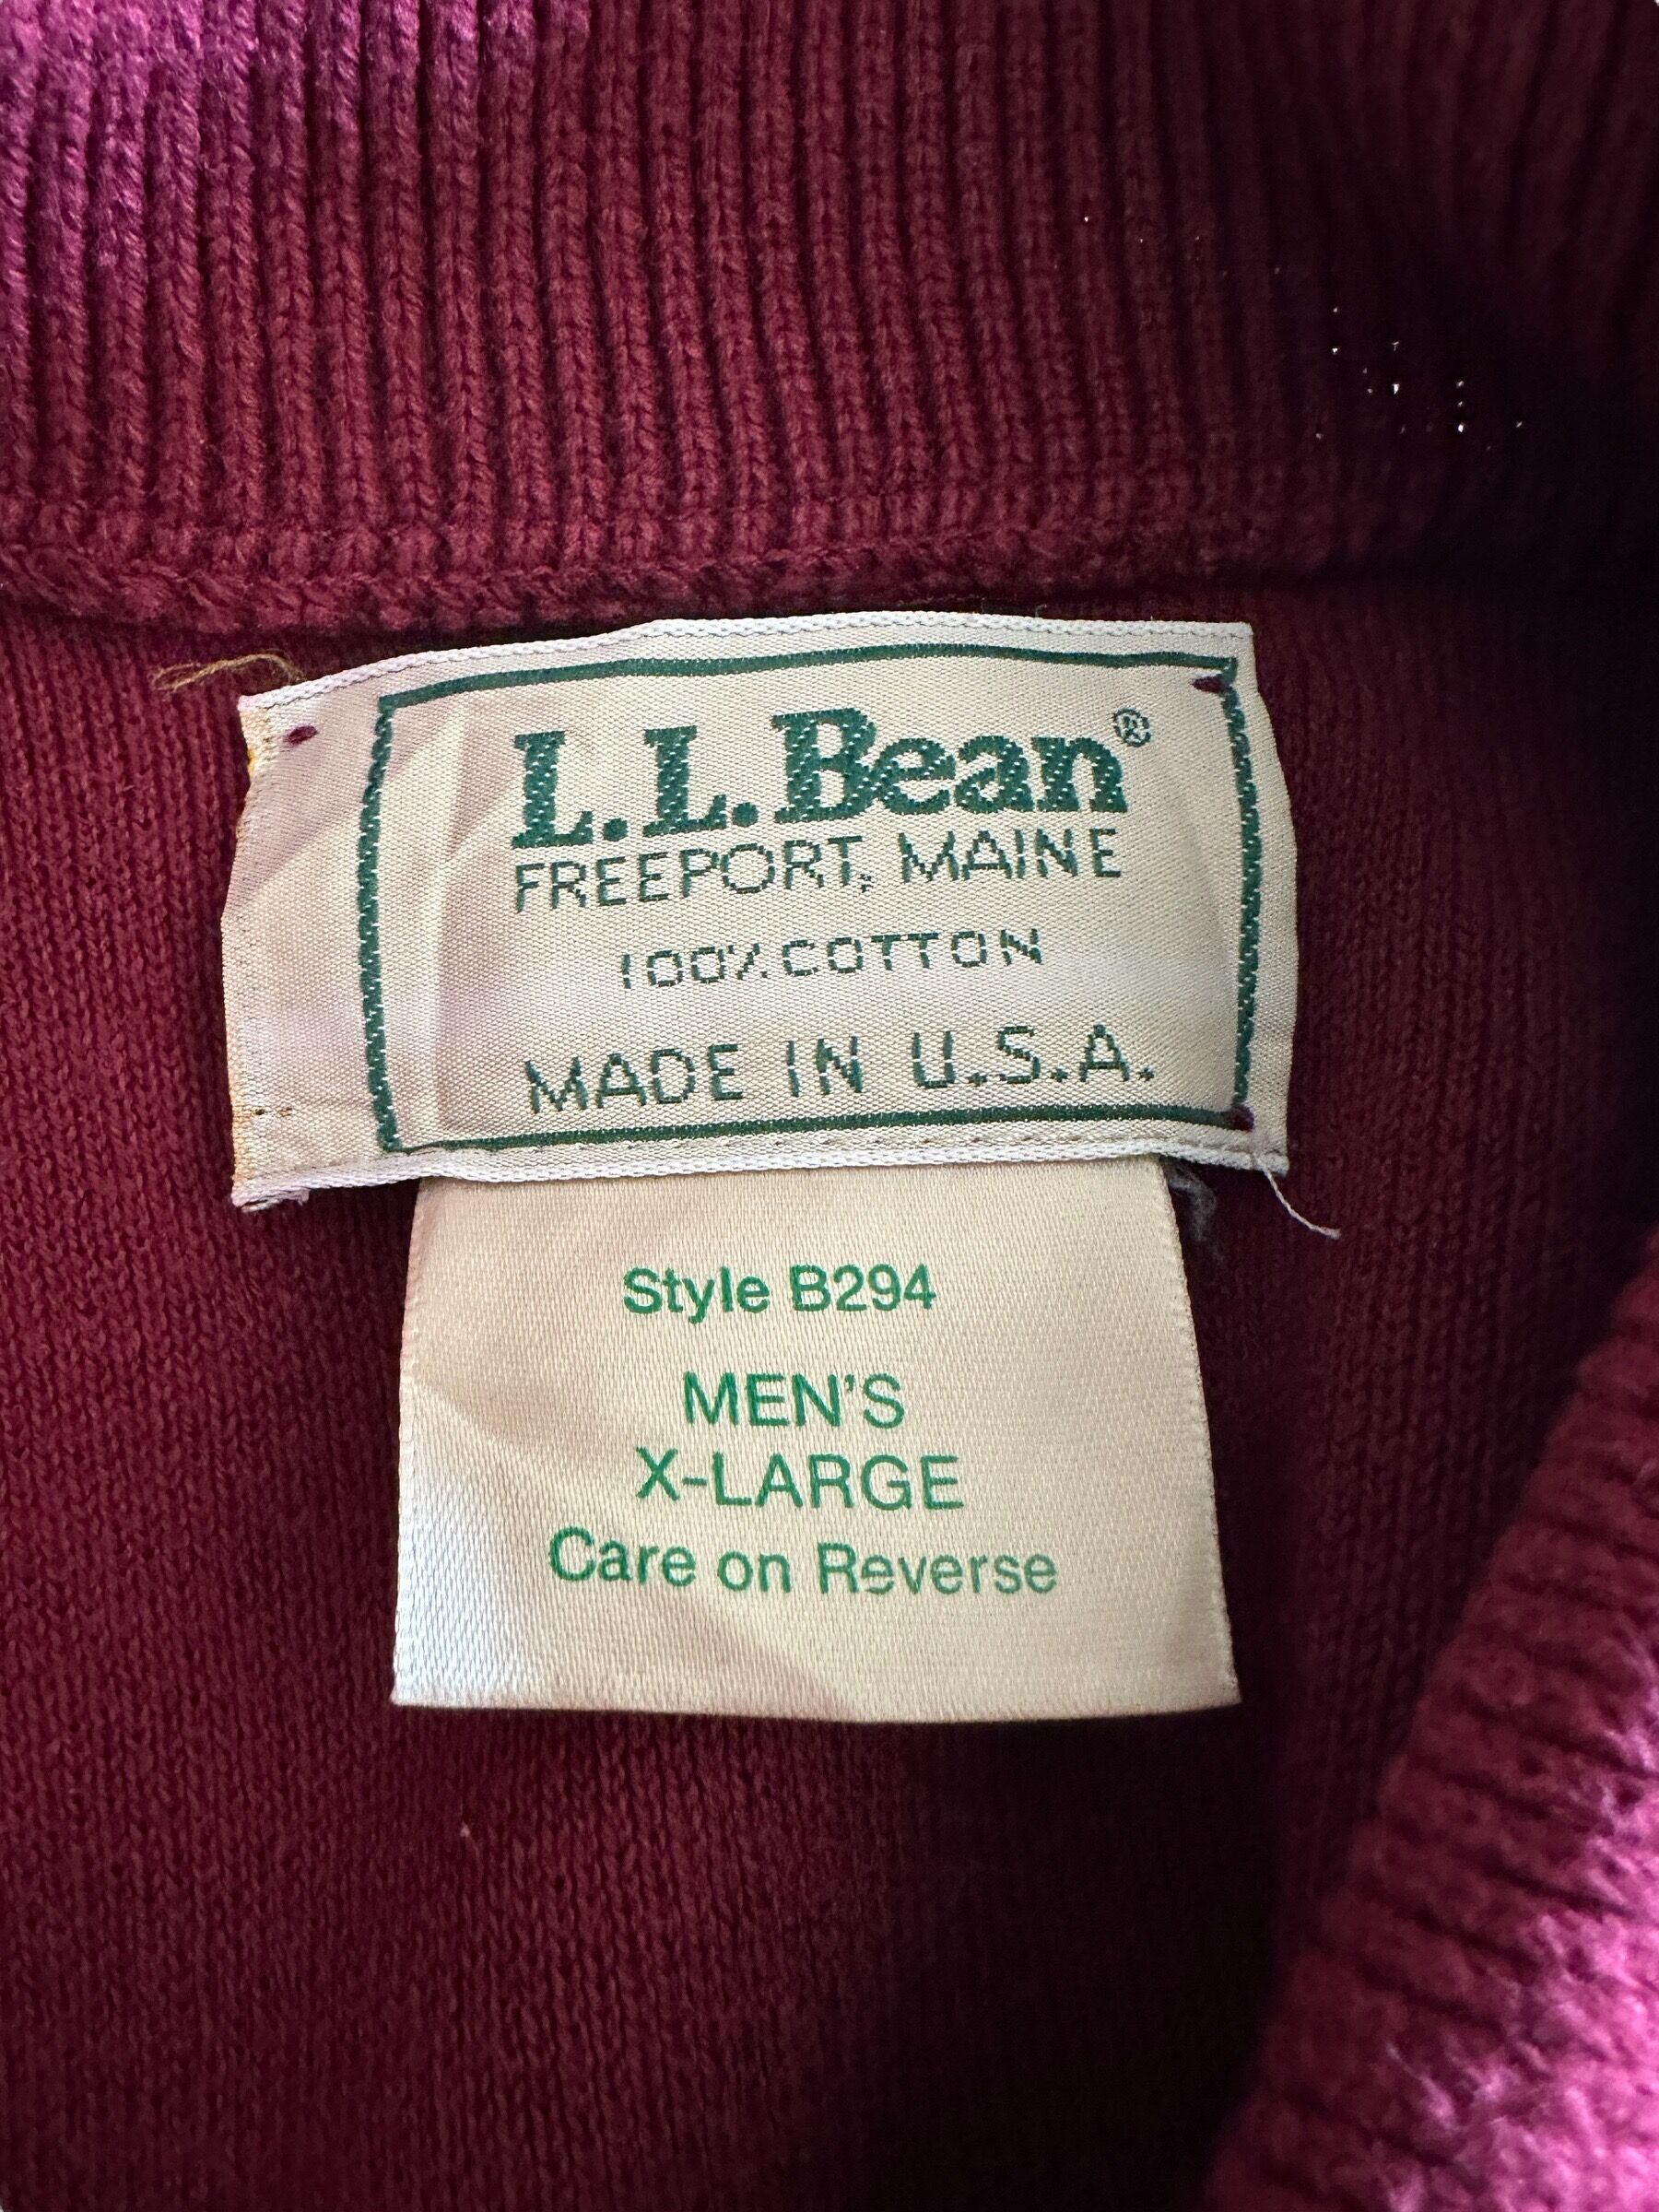 L.L.Bean®
FREEPORT, MAINE
100% COTTON
MADE IN U.S.A.
Style B294
MEN'S
X-LARGE
Care on Reverse